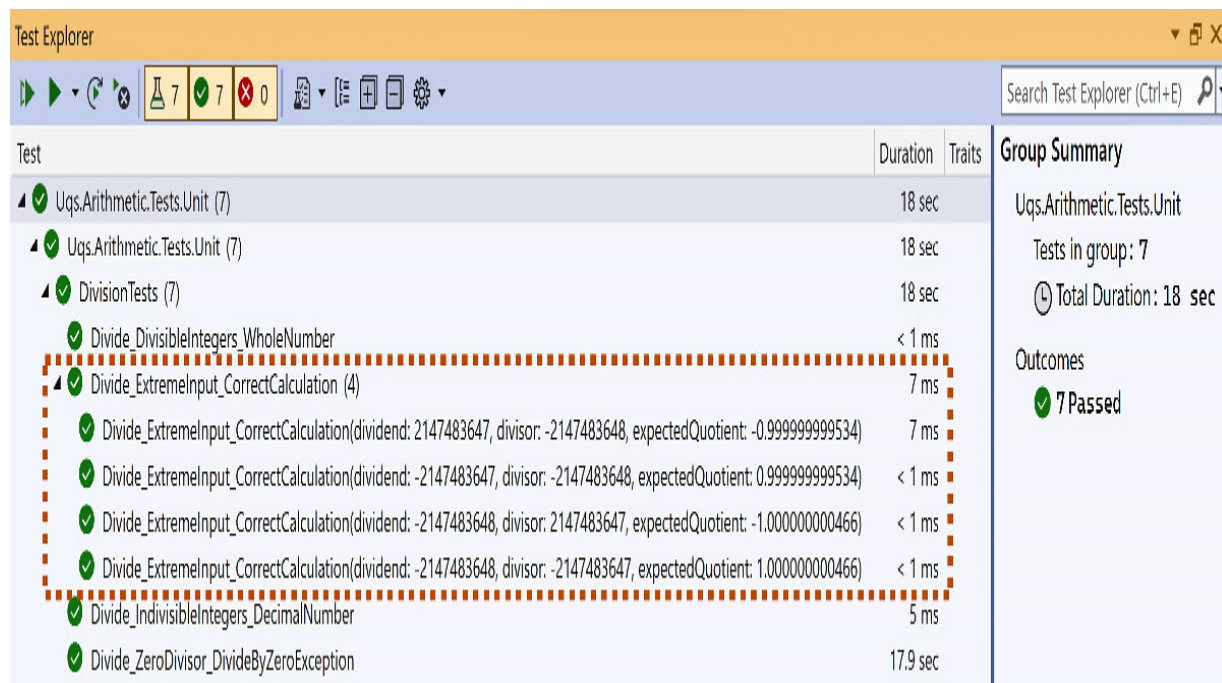 Test Explorer
7 7 0
Search Test Explorer (Ctrl+E)
Test Duration Traits
Uqs.Arithmetic.Tests.Unit (7) 18 sec
Uqs.Arithmetic.Tests.Unit (7) 18 sec
DivisionTests (7) 18 sec
Divide_DivisibleIntegers_WholeNumber < 1 ms
Divide_ExtremeInput_CorrectCalculation (4) 7 ms
Divide_ExtremeInput_CorrectCalculation(dividend: 2147483647, divisor: -2147483648, expectedQuotient: -0.999999999534) 7 ms
Divide_ExtremeInput_CorrectCalculation(dividend: -2147483647, divisor: -2147483648, expectedQuotient: 0.999999999534) < 1 ms
Divide_ExtremeInput_CorrectCalculation(dividend: -2147483648, divisor: 2147483647, expectedQuotient: -1.000000000466) < 1 ms
Divide_ExtremeInput_CorrectCalculation(dividend: -2147483648, divisor: -2147483647, expectedQuotient: 1.000000000466) < 1 ms
Divide_IndivisibleIntegers_DecimalNumber 5 ms
Divide_ZeroDivisor_DivideByZeroException 17.9 sec
Group Summary
Uqs.Arithmetic.Tests.Unit
Tests in group: 7
Total Duration: 18 sec
Outcomes
7 Passed